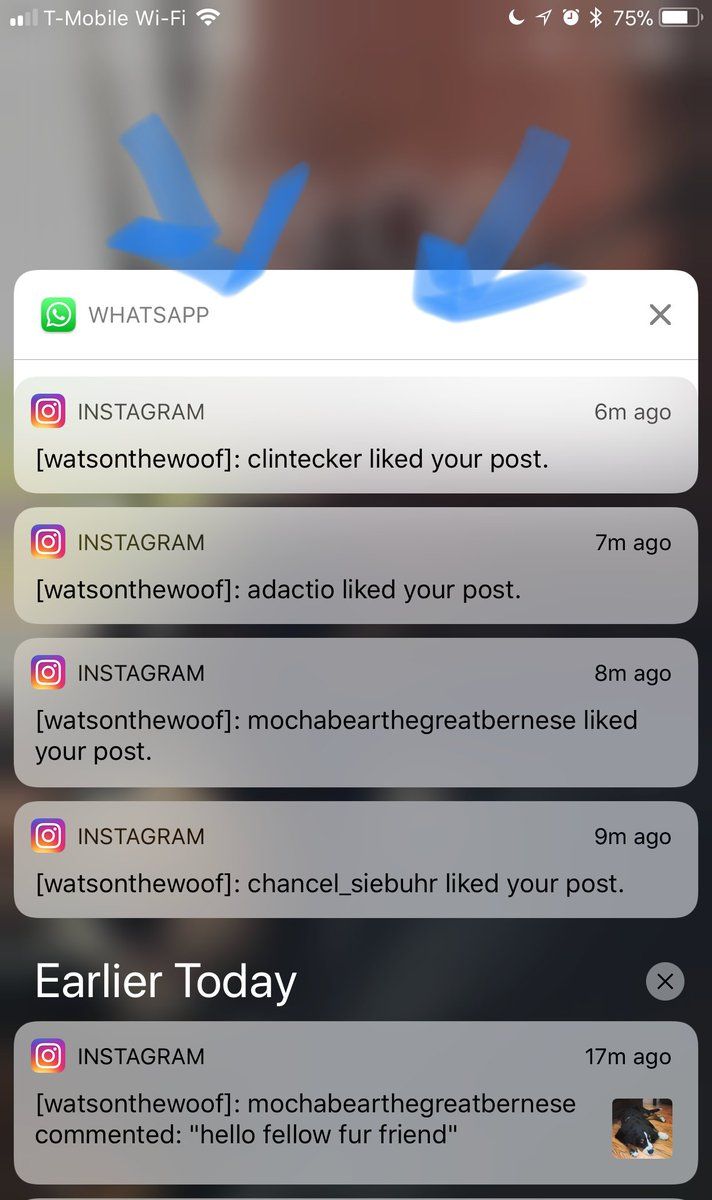 T-Mobile Wi-Fi 75%
WHATSAPP
INSTAGRAM 6m ago
[watsonthewoof]: clintecker liked your post.
INSTAGRAM 7m ago
[watsonthewoof]: adactio liked your post.
INSTAGRAM 8m ago
[watsonthewoof]: mochabearthegreatbernese liked
your post.
INSTAGRAM 9m ago
[watsonthewoof]: chancel_siebuhr liked your post.
Earlier Today
INSTAGRAM 17m ago
[watsonthewoof]: mochabearthegreatbernese
commented: "hello fellow fur friend"